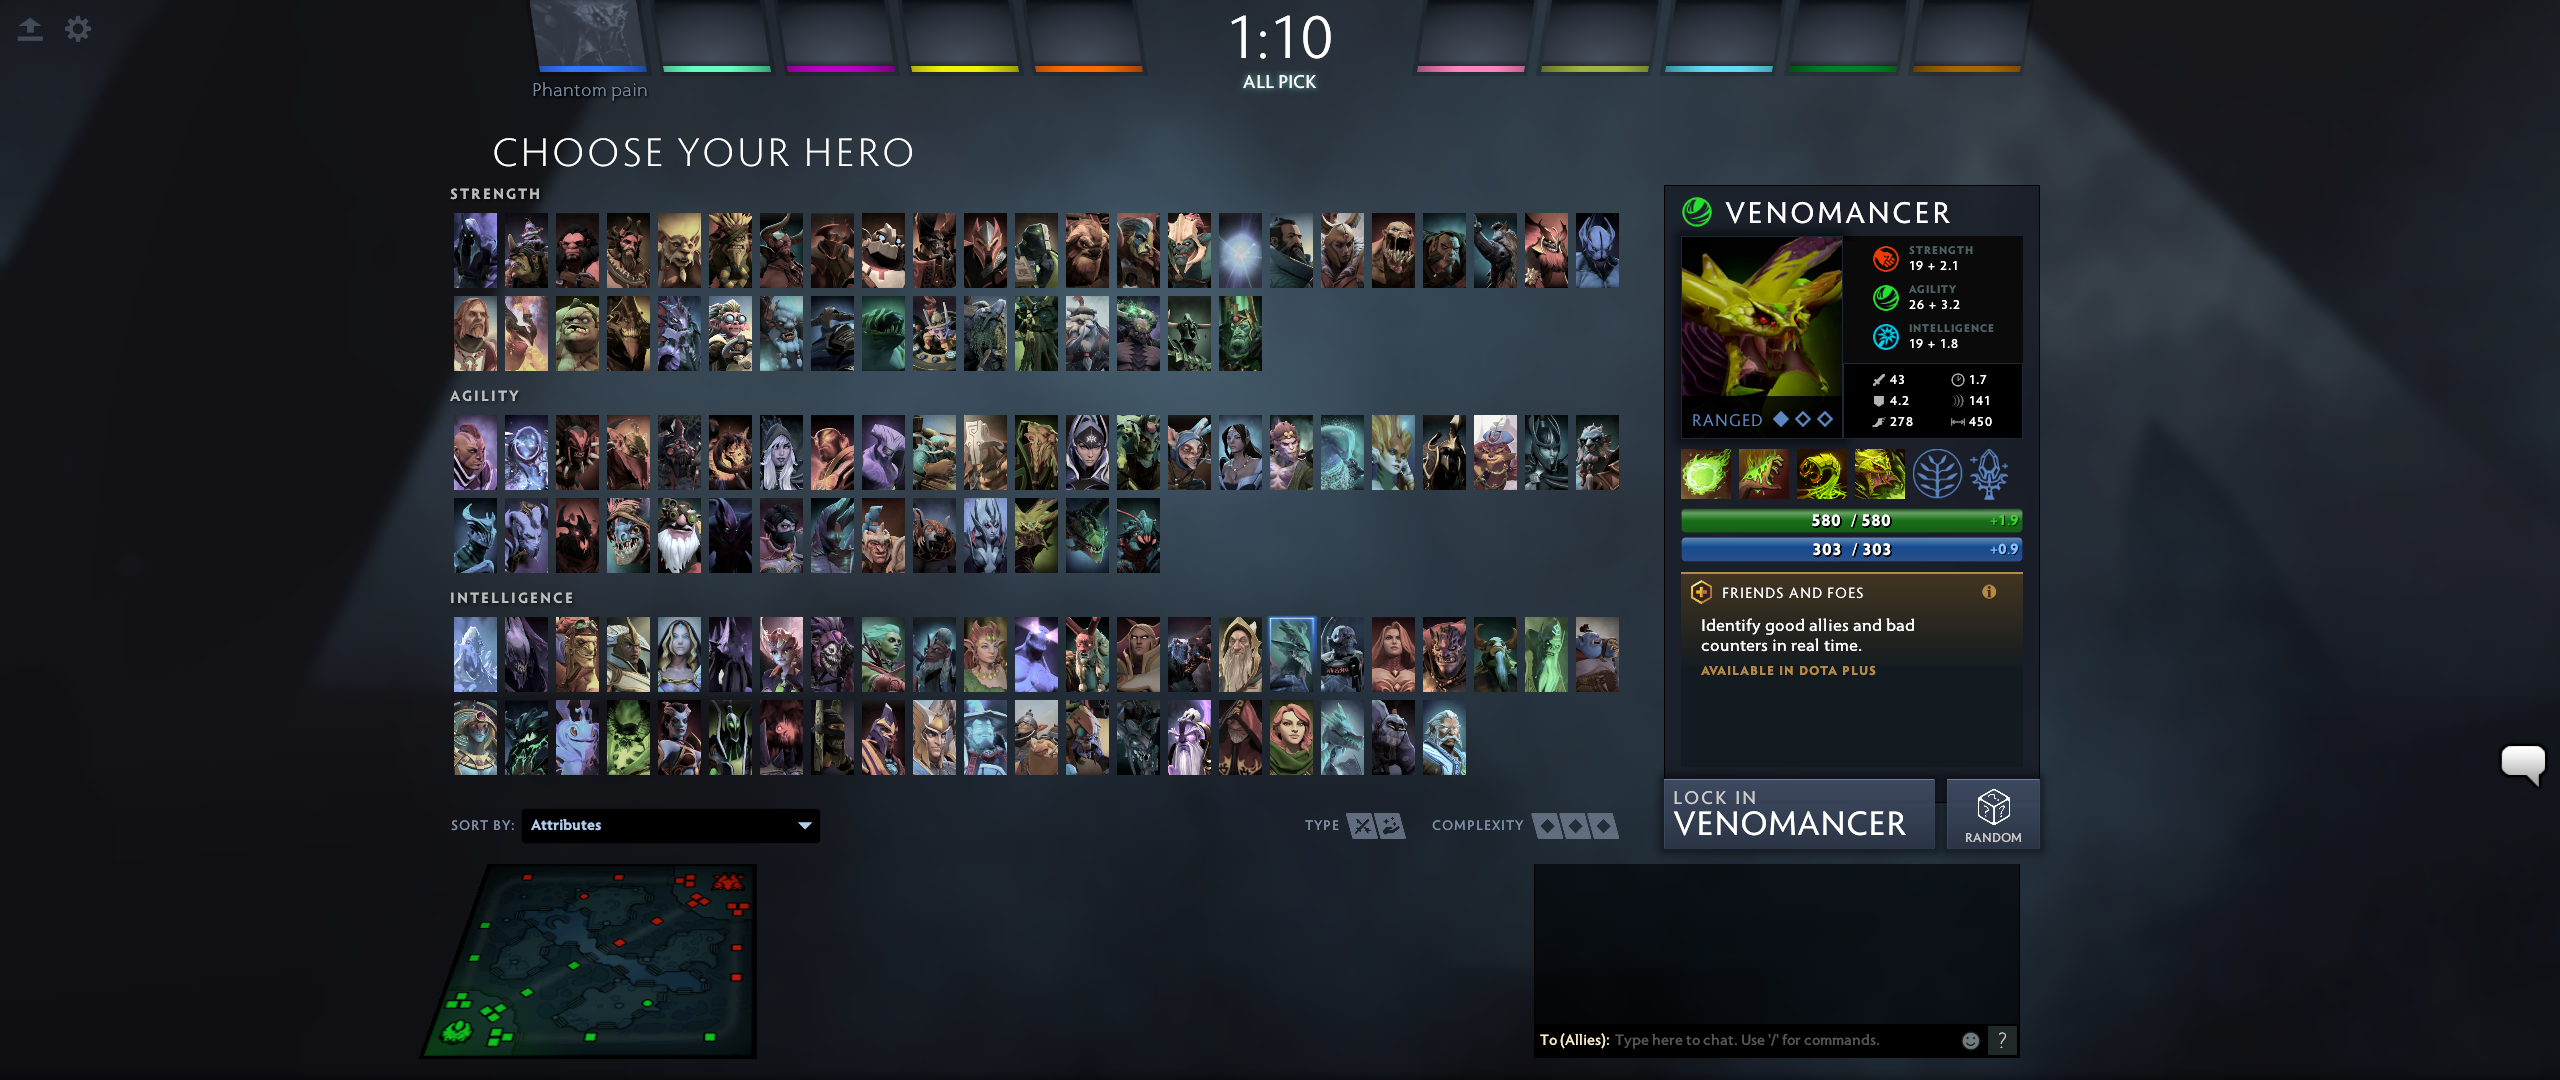 1:10
ALL PICK
Phantom pain
CHOOSE YOUR HERO
STRENGTH
AGILITY
INTELLIGENCE
SORT BY: Attributes
TYPE
COMPLEXITY
VENOMANCER
STRENGTH
19 + 2.1
AGILITY
26 + 3.2
INTELLIGENCE
19 + 1.8
RANGED
43 1.7
4.2 141
278 450
580 / 580 +1.9
303 / 303 +0.9
FRIENDS AND FOES
Identify good allies and bad
counters in real time.
AVAILABLE IN DOTA PLUS
LOCK IN
VENOMANCER
RANDOM
To (Allies): Type here to chat. Use '/' for commands. ?